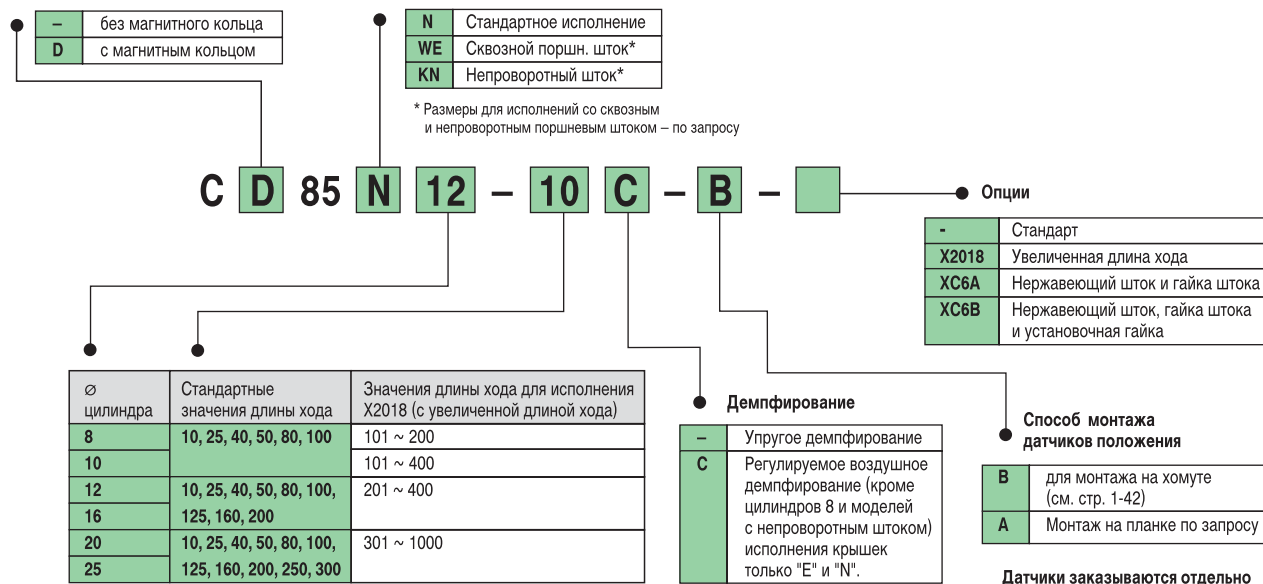 – без магнитного кольца
D с магнитным кольцом
N Стандартное исполнение
WE Сквозной поршн. шток*
KN Непроворотный шток*
* Размеры для исполнений со сквозным
и непроворотным поршневым штоком – по запросу
C D 85 N 12 – 10 C – B –
Опции
- Стандарт
X2018 Увеличенная длина хода
XC6A Нержавеющий шток и гайка штока
XC6B Нержавеющий шток, гайка штока
и установочная гайка
∅ Стандартные Значения длины хода для исполнения
цилиндра значения длины хода X2018 (с увеличенной длиной хода)
8 10, 25, 40, 50, 80, 100 101 ~ 200
10 101 ~ 400
12 10, 25, 40, 50, 80, 100, 201 ~ 400
16 125, 160, 200
20 10, 25, 40, 50, 80, 100, 301 ~ 1000
25 125, 160, 200, 250, 300
Демпфирование
– Упругое демпфирование
C Регулируемое воздушное
демпфирование (кроме
цилиндров 8 и моделей
с непроворотным штоком)
исполнения крышек
только "E" и "N".
Способ монтажа
датчиков положения
B для монтажа на хомуте
(см. стр. 1-42)
A Монтаж на планке по запросу
Датчики заказываются отдельно